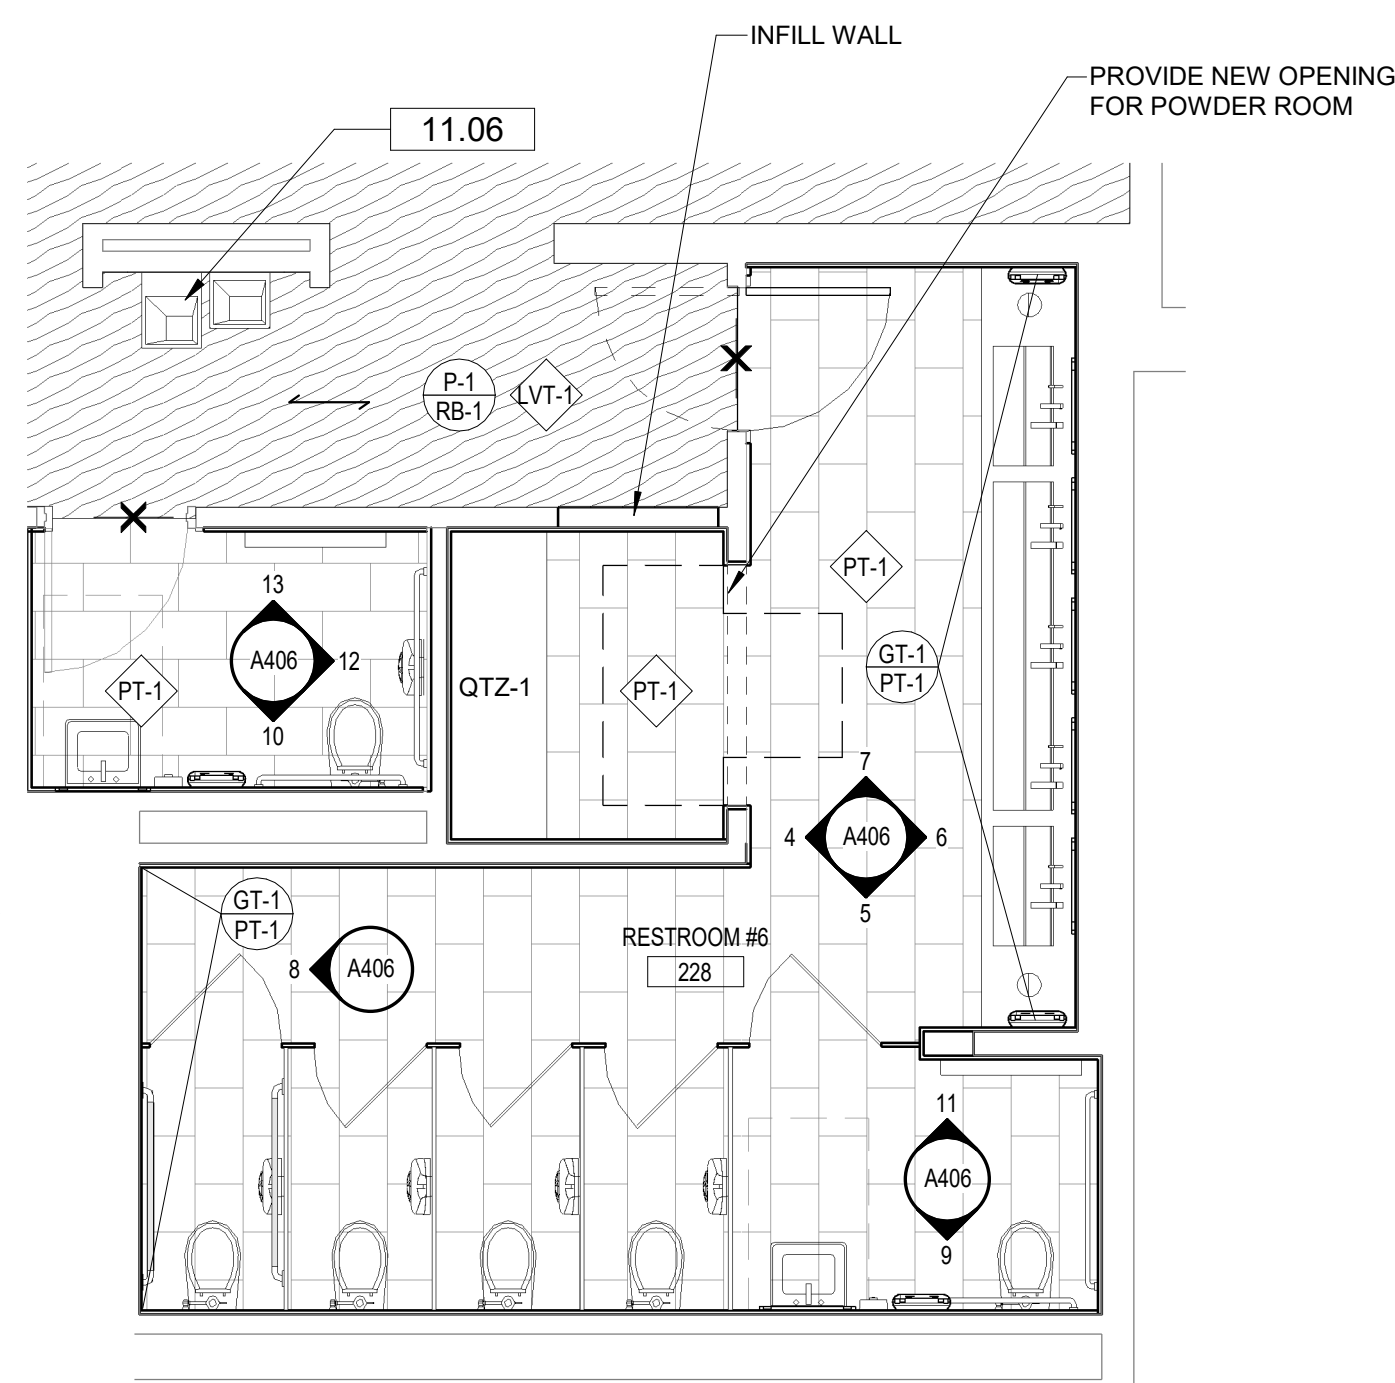 INFILL WALL
PROVIDE NEW OPENING
FOR POWDER ROOM
11.06
P-1
RB-1
LVT-1
13
A406
12
10
PT-1
QTZ-1
PT-1
PT-1
GT-1
PT-1
7
4
A406
6
5
GT-1
PT-1
8
A406
RESTROOM #6
228
11
A406
9